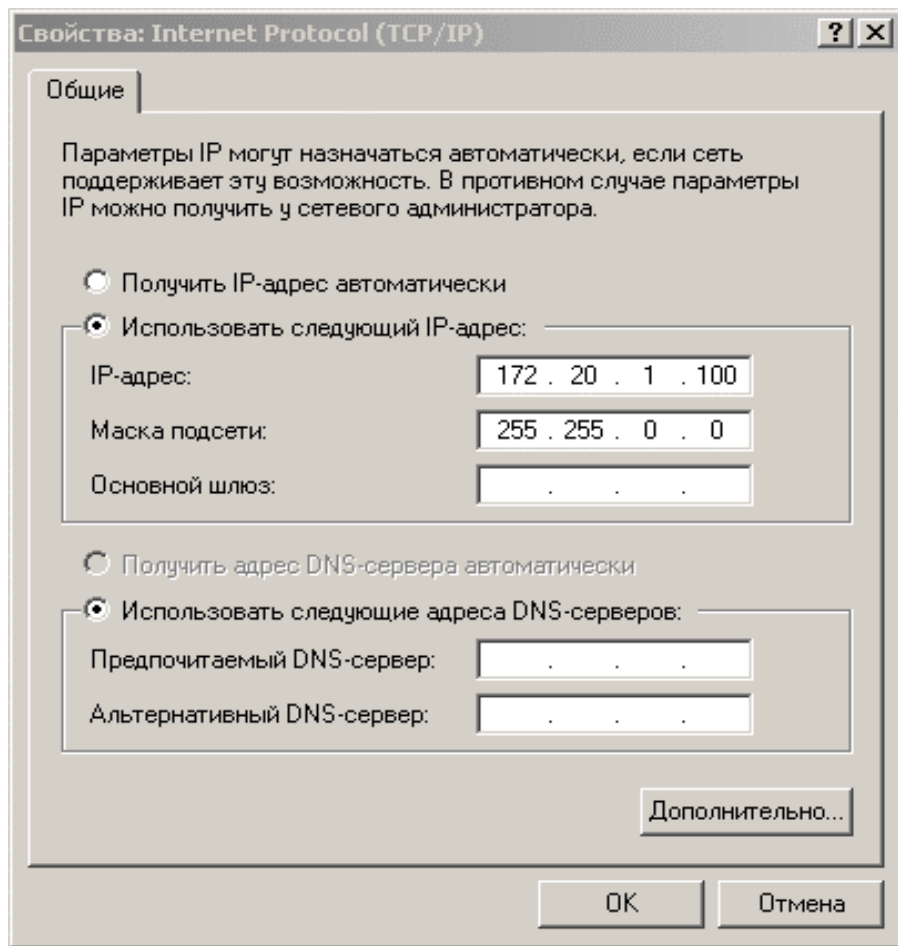 Свойства: Internet Protocol (TCP/IP)
? X
Общие
Параметры IP могут назначаться автоматически, если сеть
поддерживает эту возможность. В противном случае параметры
IP можно получить у сетевого администратора.
Получить IP-адрес автоматически
Использовать следующий IP-адрес:
IP-адрес: 172 . 20 . 1 . 100
Маска подсети: 255 . 255 . 0 . 0
Основной шлюз: . . .
Получить адрес DNS-сервера автоматически
Использовать следующие адреса DNS-серверов:
Предпочитаемый DNS-сервер: . . .
Альтернативный DNS-сервер: . . .
Дополнительно...
OK Отмена